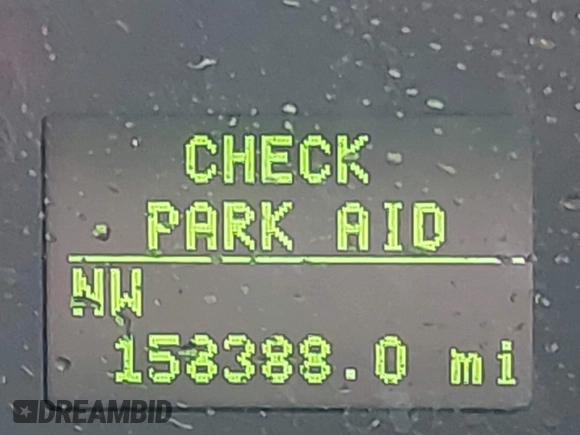 CHECK
PARK AID
NW
158388.0 mi
DREAMBID